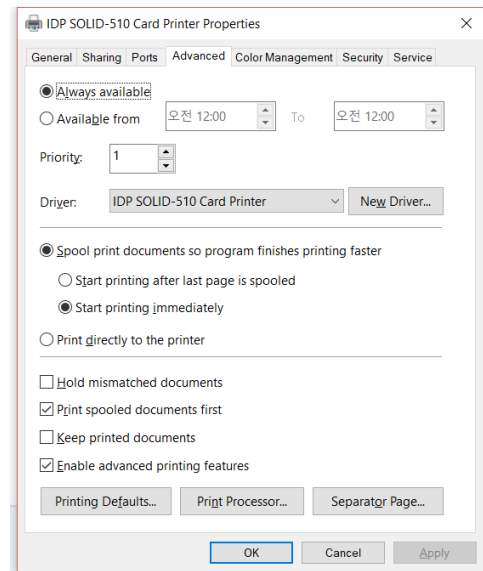 IDP SOLID-510 Card Printer Properties
General Sharing Ports Advanced Color Management Security Service
Always available
Available from 오전 12:00 To 오전 12:00
Priority: 1
Driver: IDP SOLID-510 Card Printer New Driver...
Spool print documents so program finishes printing faster
Start printing after last page is spooled
Start printing immediately
Print directly to the printer
Hold mismatched documents
Print spooled documents first
Keep printed documents
Enable advanced printing features
Printing Defaults... Print Processor... Separator Page...
OK Cancel Apply